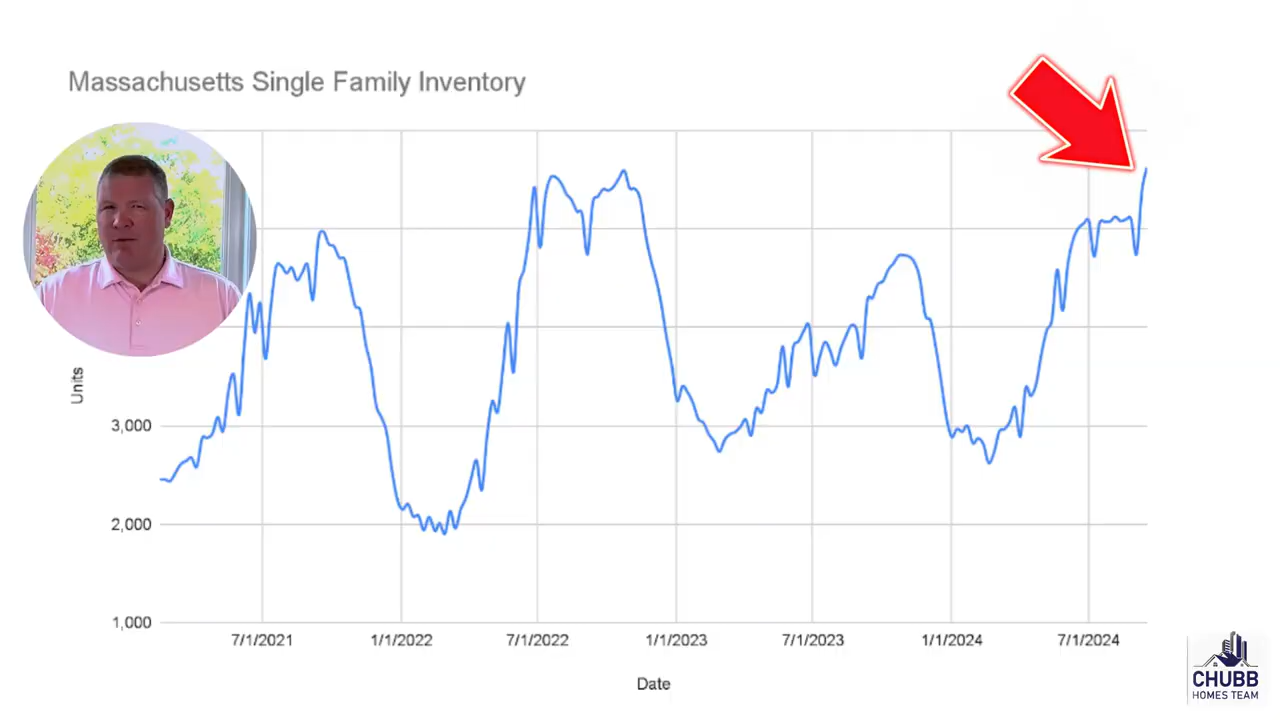 Massachusetts Single Family Inventory
Units
3,000
2,000
1,000
7/1/2021
1/1/2022
7/1/2022
1/1/2023
7/1/2023
1/1/2024
7/1/2024
Date
CHUBB
HOMES TEAM